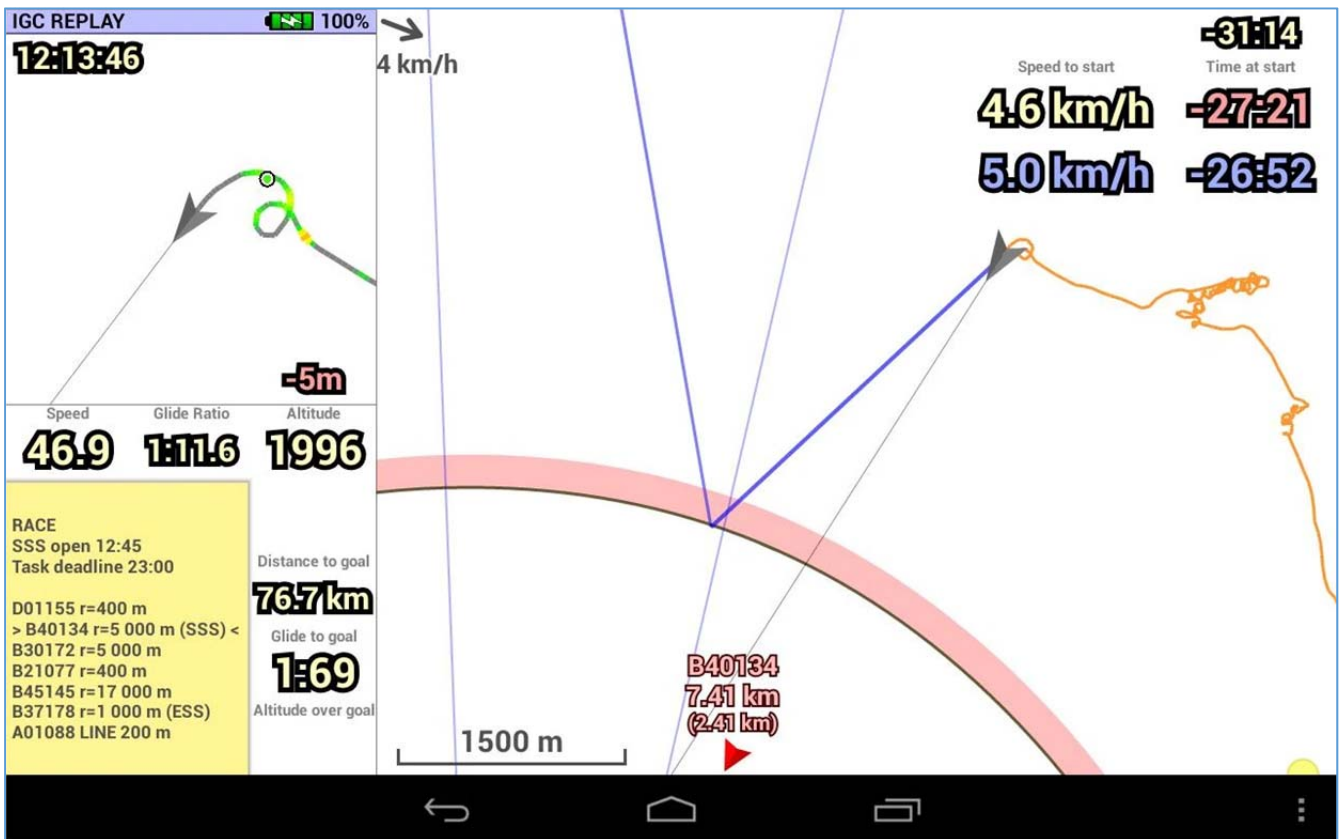 IGC REPLAY 100%
12:13:46
-5m
Speed Glide Ratio Altitude
46.9 1:11.6 1996
RACE
SSS open 12:45
Task deadline 23:00
D01155 r=400 m
> B40134 r=5 000 m (SSS) <
B30172 r=5 000 m
B21077 r=400 m
B45145 r=17 000 m
B37178 r=1 000 m (ESS)
A01088 LINE 200 m
Distance to goal
76.7 km
Glide to goal
1:69
Altitude over goal
4 km/h
-31:14
Speed to start Time at start
4.6 km/h -27:21
5.0 km/h -26:52
B40134
7.41 km
(2.41 km)
1500 m